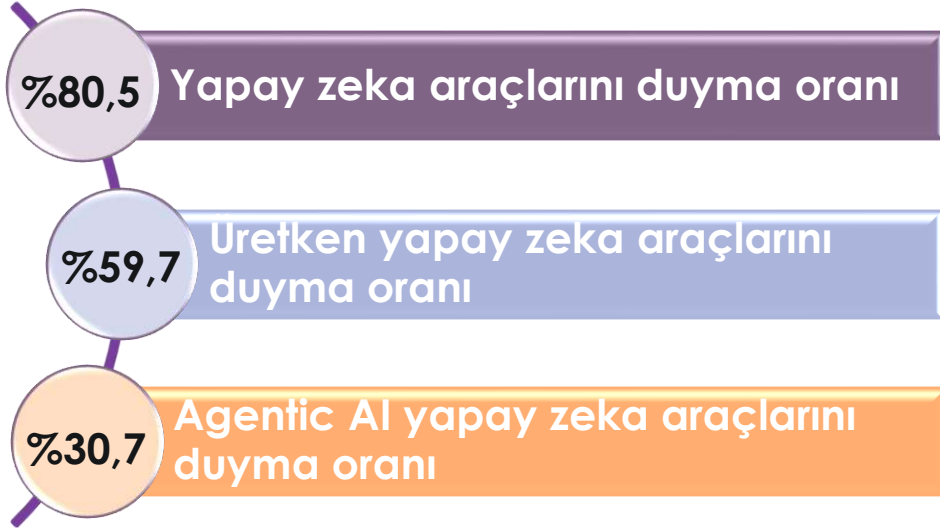 %80,5
Yapay zeka araçlarını duyma oranı
%59,7
Üretken yapay zeka araçlarını
duyma oranı
%30,7
Agentic AI yapay zeka araçlarını
duyma oranı